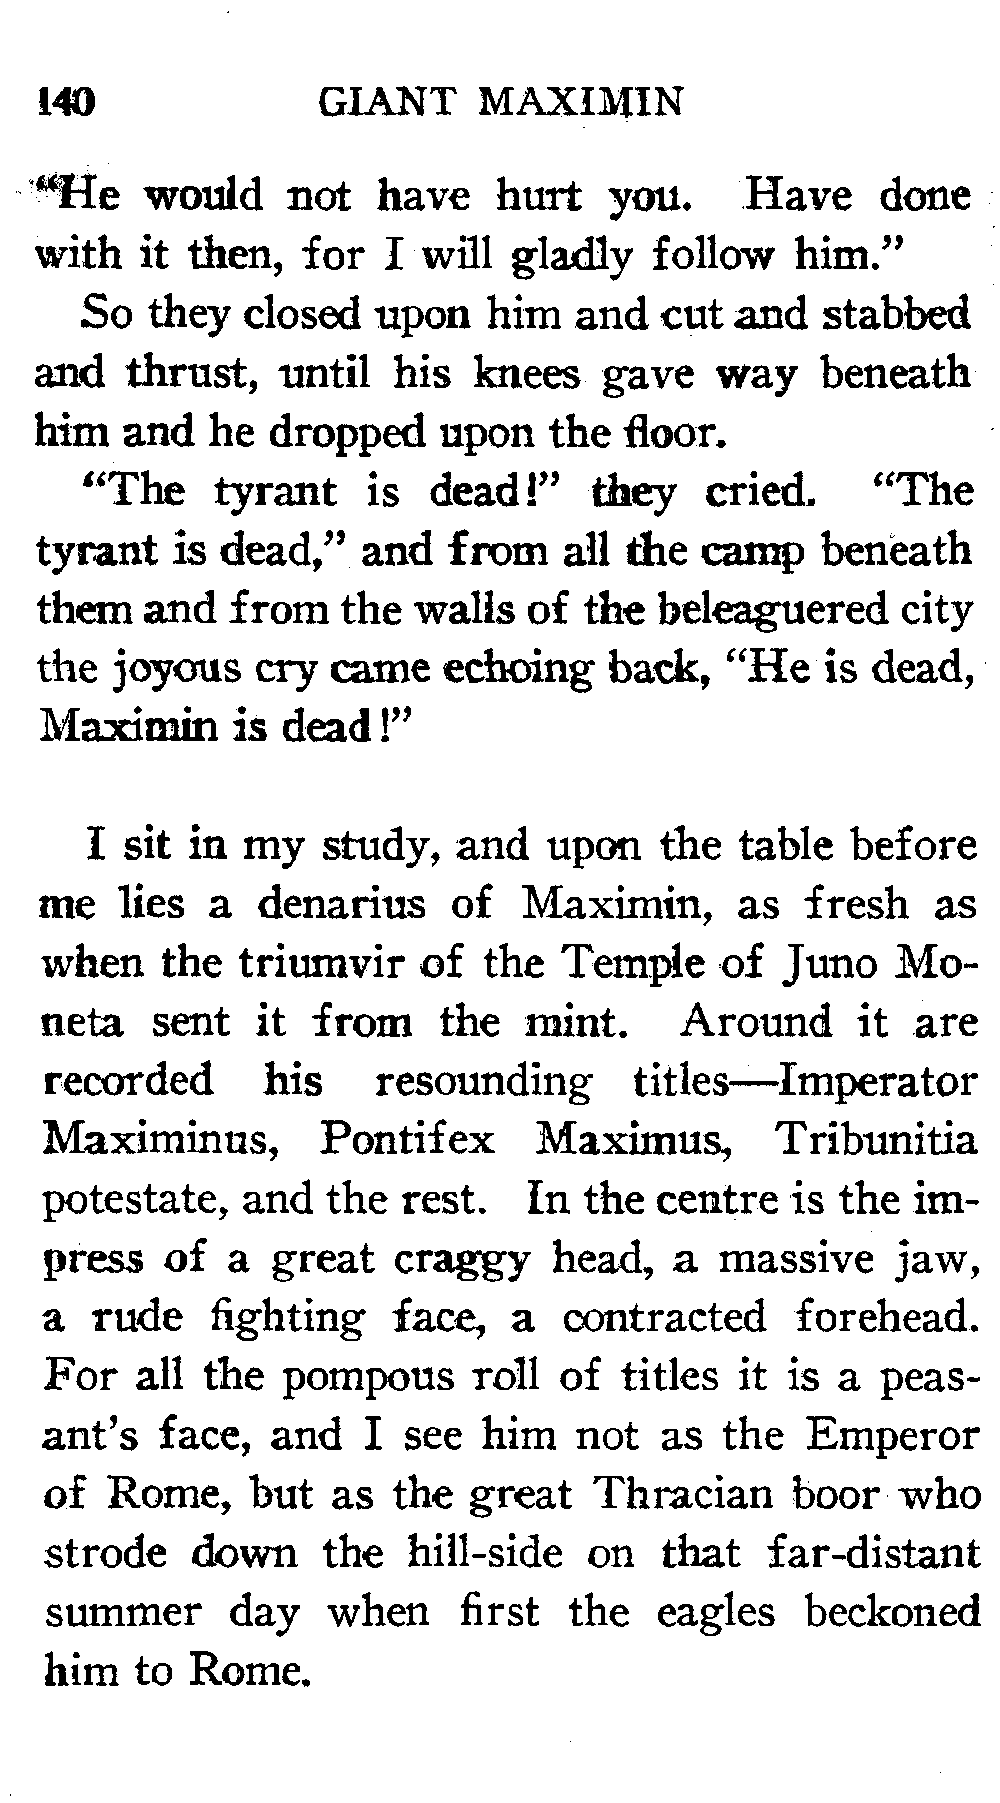 140 GIANT MAXIMIN
"He would not have hurt you. Have done
with it then, for I will gladly follow him."
So they closed upon him and cut and stabbed
and thrust, until his knees gave way beneath
him and he dropped upon the floor.
"The tyrant is dead!" they cried. "The
tyrant is dead," and from all the camp beneath
them and from the walls of the beleaguered city
the joyous cry came echoing back, "He is dead,
Maximin is dead!"
I sit in my study, and upon the table before
me lies a denarius of Maximin, as fresh as
when the triumvir of the Temple of Juno Mo-
neta sent it from the mint. Around it are
recorded his resounding titles—Imperator
Maximinus, Pontifex Maximus, Tribunitia
potestate, and the rest. In the centre is the im-
press of a great craggy head, a massive jaw,
a rude fighting face, a contracted forehead.
For all the pompous roll of titles it is a peas-
ant's face, and I see him not as the Emperor
of Rome, but as the great Thracian boor who
strode down the hill-side on that far-distant
summer day when first the eagles beckoned
him to Rome.